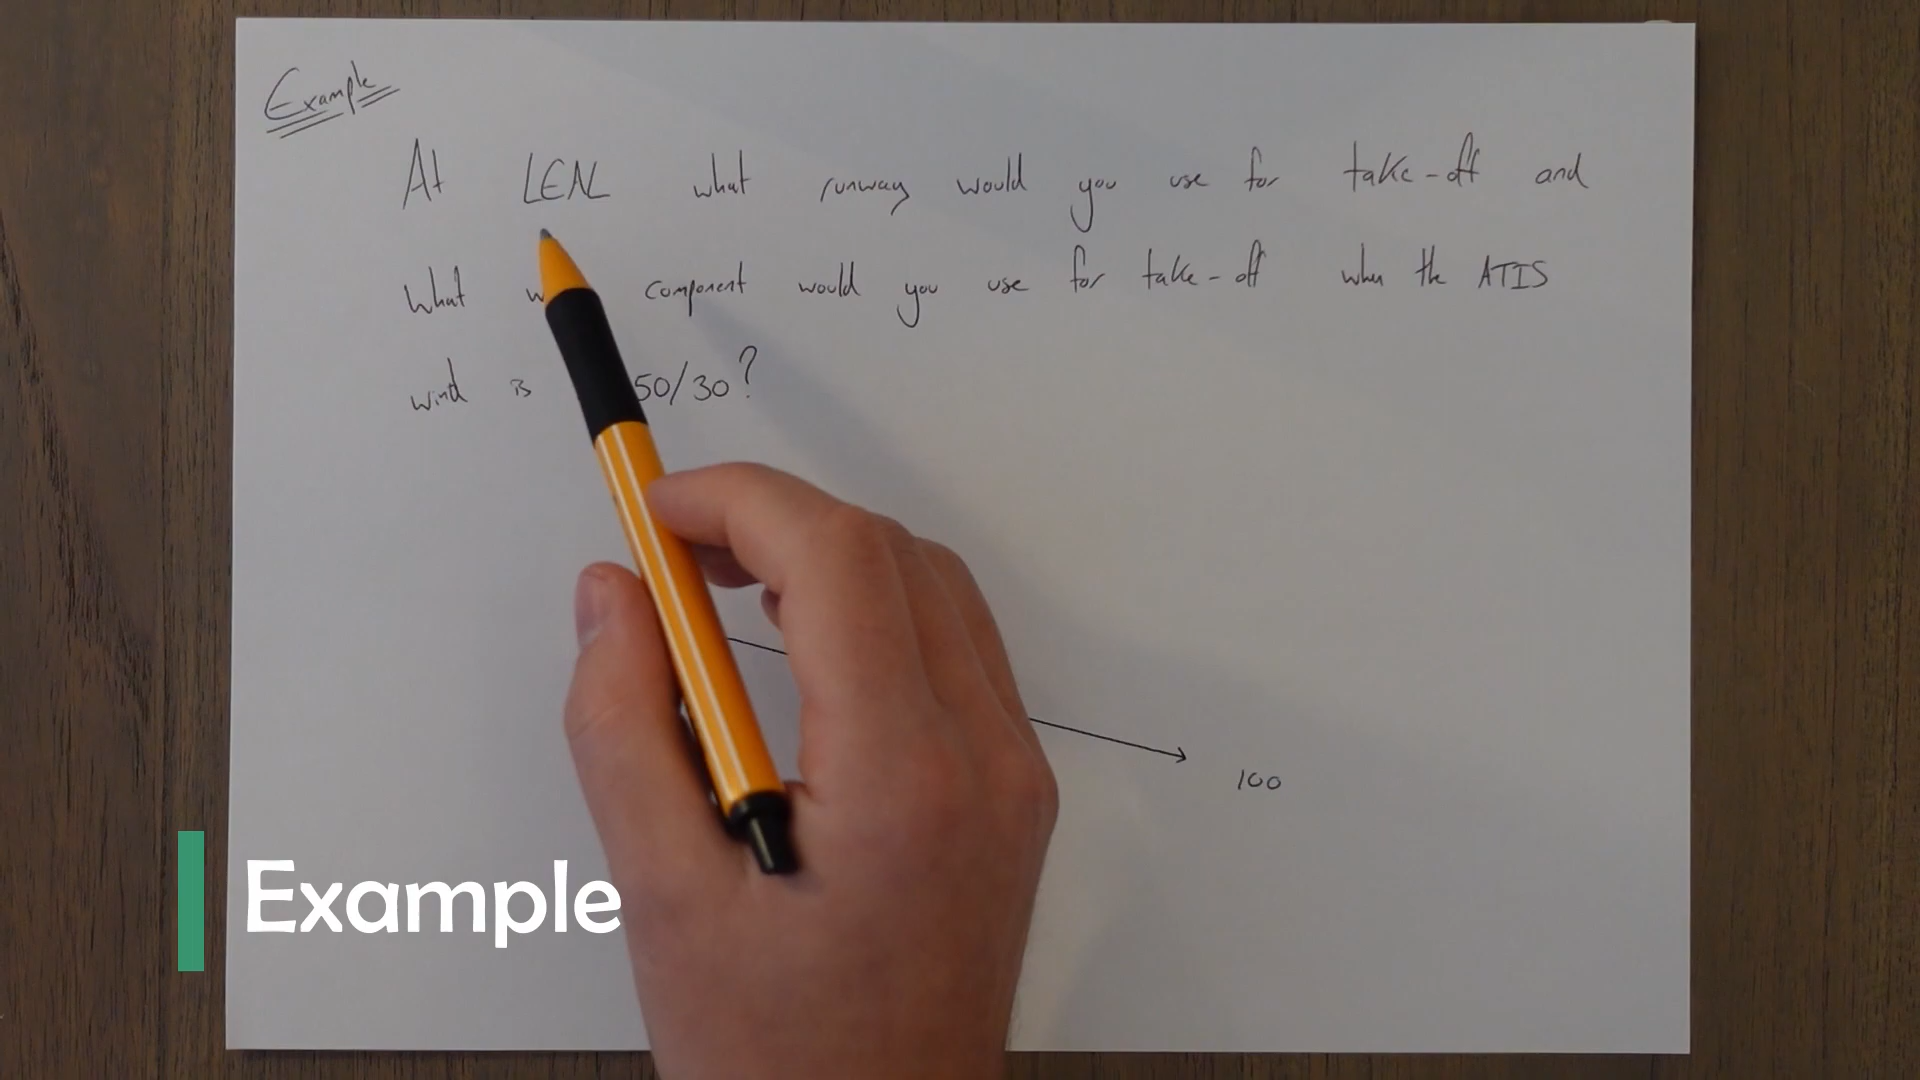 Example
At LEAL what runway would you use for take-off and
what component would you use for take-off when the ATIS
wind is 50/30?
100
Example